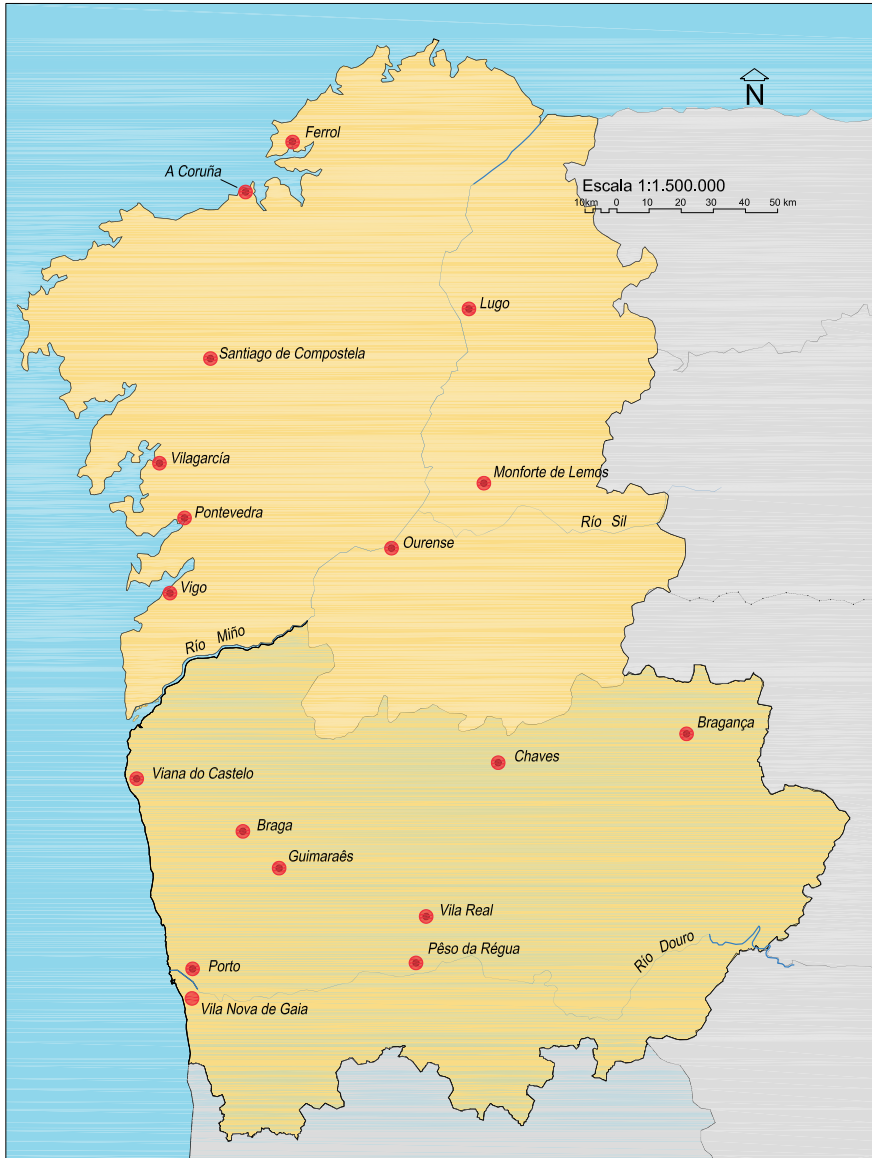 N
Ferrol
A Coruña
Escala 1:1.500.000
10km 0 10 20 30 50 km
Lugo
Santiago de Compostela
Vilagarcía
Monforte de Lemos
Pontevedra
Río Sil
Ourense
Vigo
Río Miño
Bragança
Chaves
Viana do Castelo
Braga
Guimaraês
Vila Real
Rio Douro
Pêso da Régua
Porto
Vila Nova de Gaia